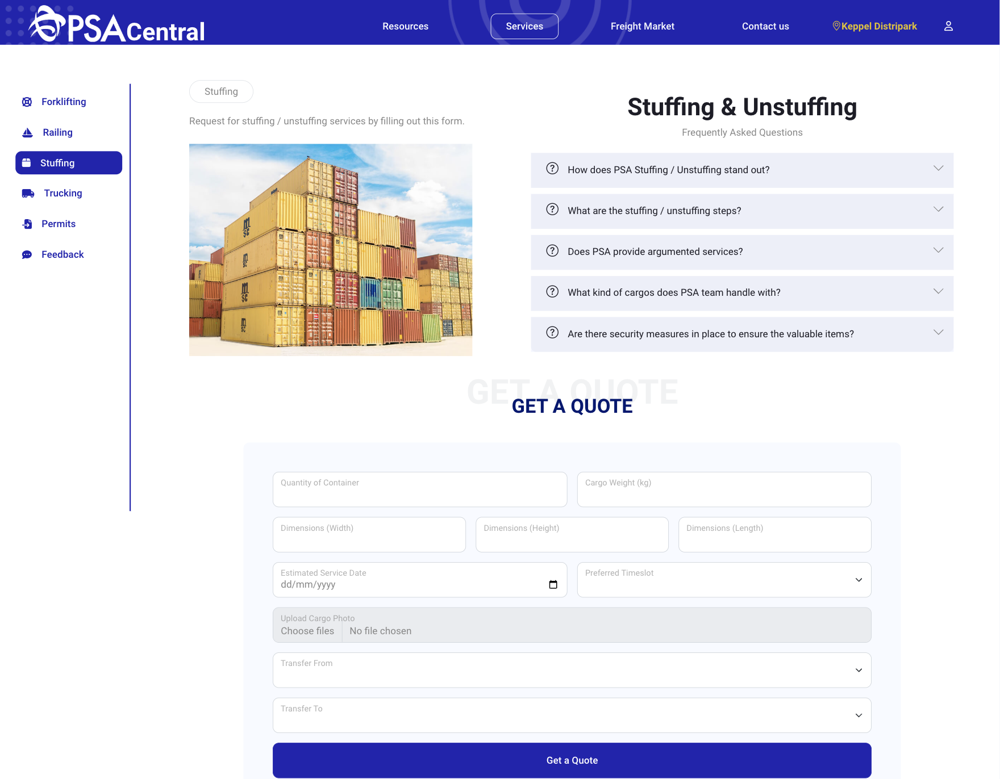 PSACentral
Resources
Services
Freight Market
Contact us
Keppel Distripark
Forklifting
Railing
Stuffing
Trucking
Permits
Feedback
Stuffing
Request for stuffing / unstuffing services by filling out this form.
msc
msc
msc
msc
Stuffing & Unstuffing
Frequently Asked Questions
How does PSA Stuffing / Unstuffing stand out?
What are the stuffing / unstuffing steps?
Does PSA provide argumented services?
What kind of cargos does PSA team handle with?
Are there security measures in place to ensure the valuable items?
GET A QUOTE
GET A QUOTE
Quantity of Container
Cargo Weight (kg)
Dimensions (Width)
Dimensions (Height)
Dimensions (Length)
Estimated Service Date
dd/mm/yyyy
Preferred Timeslot
Upload Cargo Photo
Choose files
No file chosen
Transfer From
Transfer To
Get a Quote